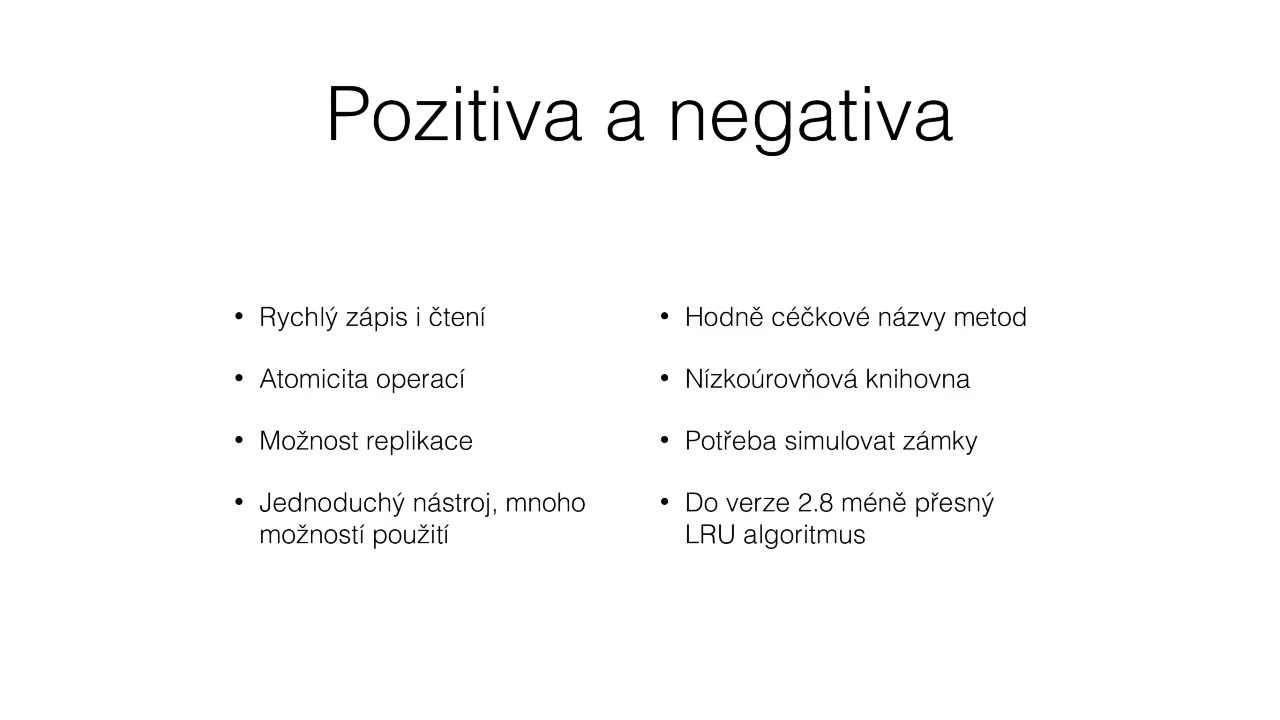 Pozitiva a negativa
• Rychlý zápis i čtení
• Atomicita operací
• Možnost replikace
• Jednoduchý nástroj, mnoho
možností použití
• Hodně céčkové názvy metod
• Nízkoúrovňová knihovna
• Potřeba simulovat zámky
• Do verze 2.8 méně přesný
LRU algoritmus